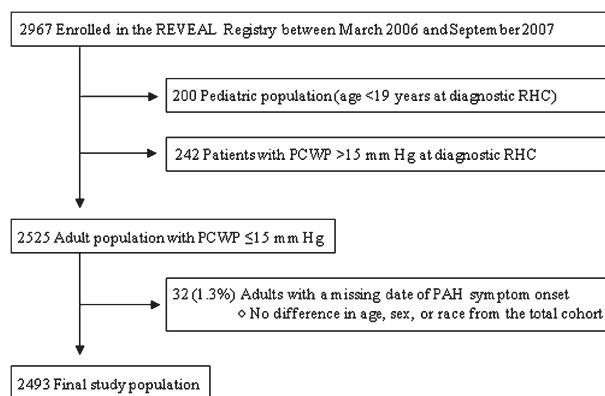 2967 Enrolled in the REVEAL Registry between March 2006 and September 2007
200 Pediatric population (age <19 years at diagnostic RHC)
242 Patients with PCWP >15 mm Hg at diagnostic RHC
2525 Adult population with PCWP ≤15 mm Hg
32 (1.3%) Adults with a missing date of PAH symptom onset
◊ No difference in age, sex, or race from the total cohort
2493 Final study population